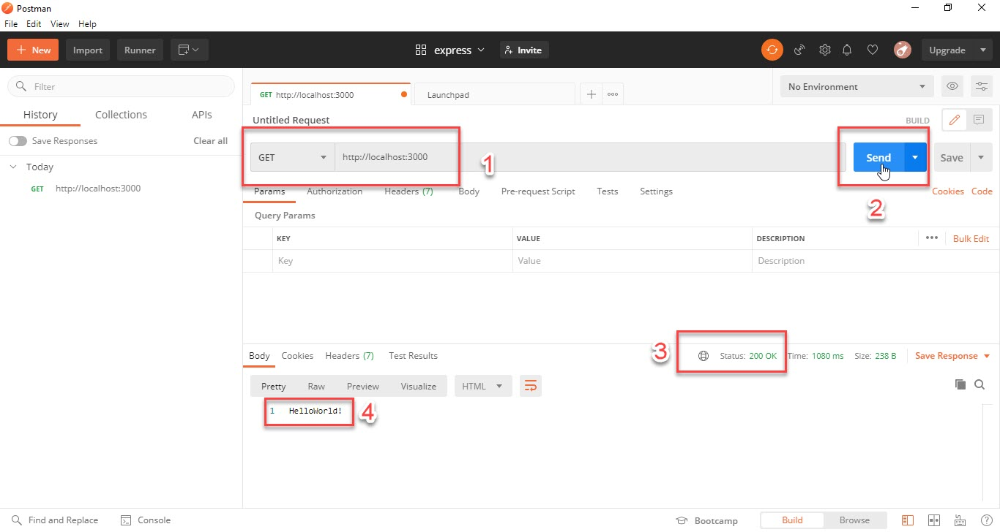 Postman
File Edit View Help
New Import Runner express Invite Upgrade
Filter
GET http://localhost:3000 Launchpad No Environment
History Collections APIs
Untitled Request BUILD
Save Responses Clear all
GET http://localhost:3000 1 Send Save
Today
GET http://localhost:3000
Params Authorization Headers (7) Body Pre-request Script Tests Settings Cookies Code
2
Query Params
KEY VALUE DESCRIPTION Bulk Edit
Key Value Description
Body Cookies Headers (7) Test Results 3 Status: 200 OK Time: 1080 ms Size: 238 B Save Response
Pretty Raw Preview Visualize HTML
1 HelloWorld! 4
Find and Replace Console Bootcamp Build Browse